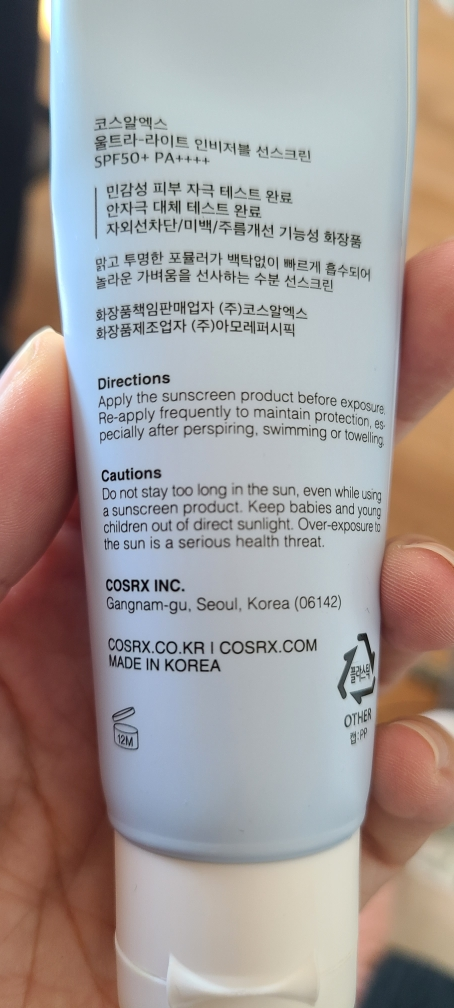 코스알엑스
울트라-라이트 인비저블 선스크린
SPF50+ PA++++
민감성 피부 자극 테스트 완료
안자극 대체 테스트 완료
자외선차단/미백/주름개선 기능성 화장품
맑고 투명한 포뮬러가 백탁없이 빠르게 흡수되어
놀라운 가벼움을 선사하는 수분 선스크린
화장품책임판매업자 (주)코스알엑스
화장품제조업자 (주)아모레퍼시픽
Directions
Apply the sunscreen product before exposure.
Re-apply frequently to maintain protection, es-
pecially after perspiring, swimming or towelling.
Cautions
Do not stay too long in the sun, even while using
a sunscreen product. Keep babies and young
children out of direct sunlight. Over-exposure to
the sun is a serious health threat.
COSRX INC.
Gangnam-gu, Seoul, Korea (06142)
COSRX.CO.KR I COSRX.COM
MADE IN KOREA
플라스틱
OTHER
캡:PP
12M